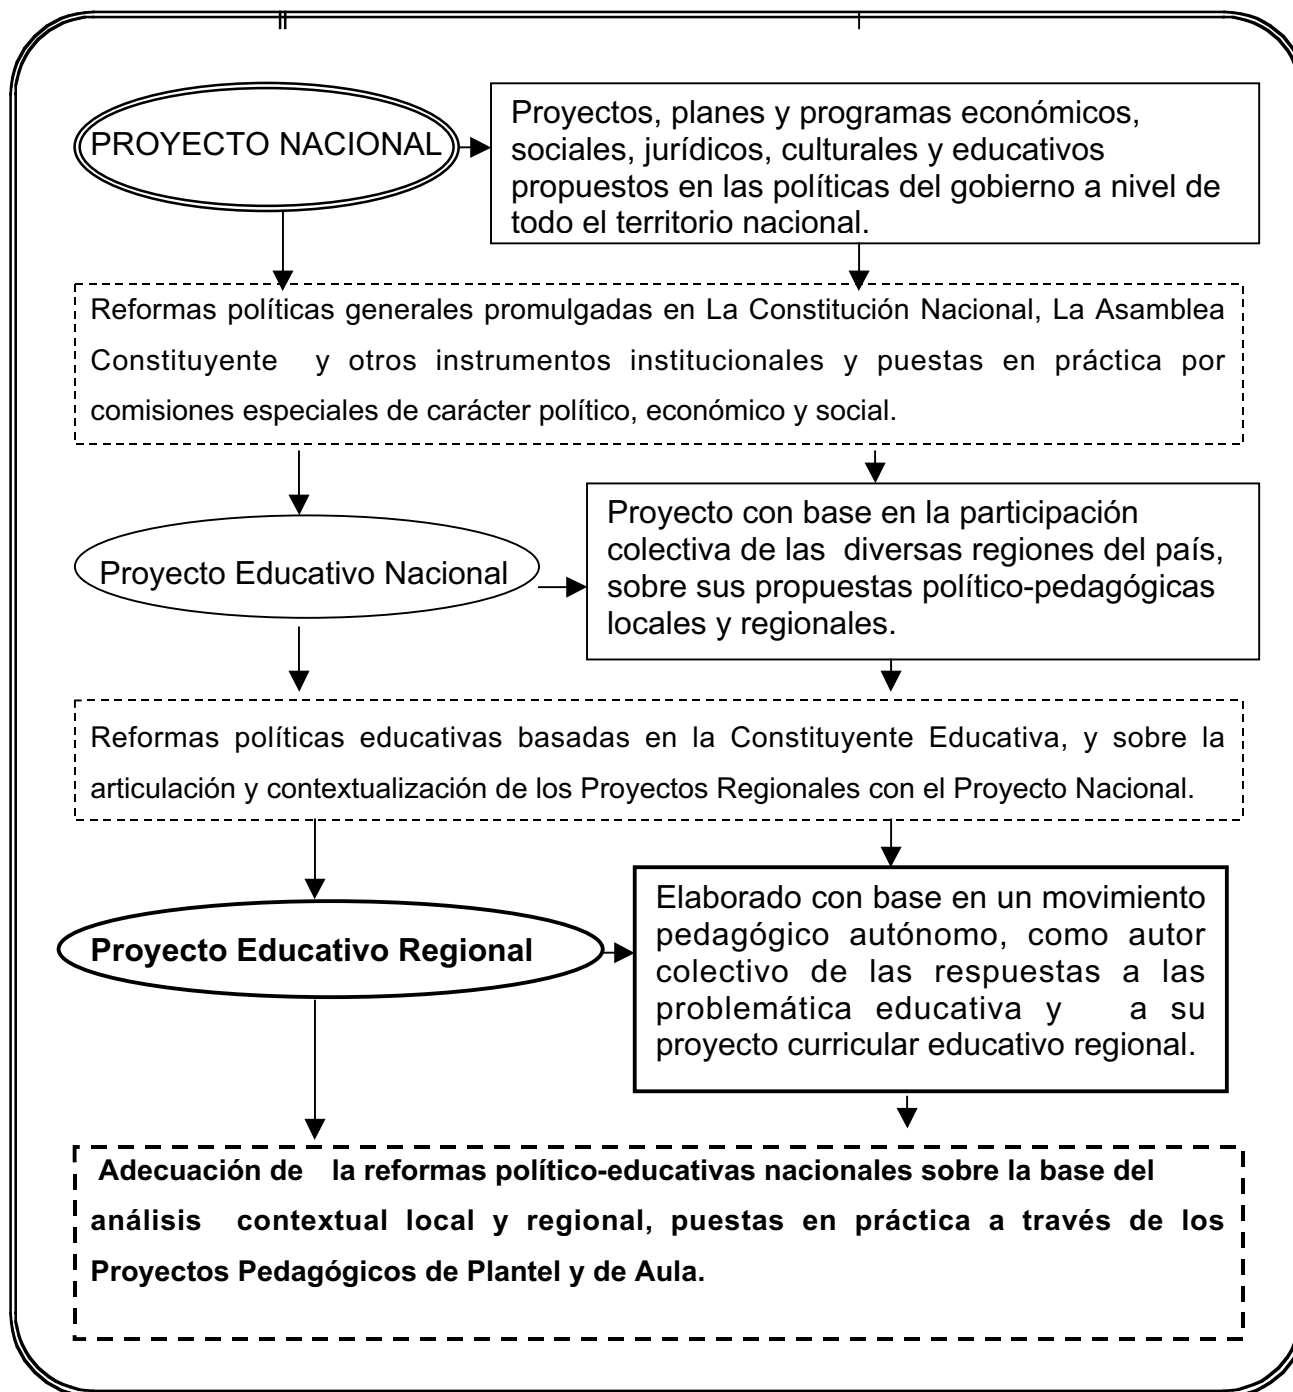 PROYECTO NACIONAL
Proyectos, planes y programas económicos,
sociales, jurídicos, culturales y educativos
propuestos en las políticas del gobierno a nivel de
todo el territorio nacional.
Reformas políticas generales promulgadas en La Constitución Nacional, La Asamblea
Constituyente y otros instrumentos institucionales y puestas en práctica por
comisiones especiales de carácter político, económico y social.
Proyecto Educativo Nacional
Proyecto con base en la participación
colectiva de las diversas regiones del país,
sobre sus propuestas político-pedagógicas
locales y regionales.
Reformas políticas educativas basadas en la Constituyente Educativa, y sobre la
articulación y contextualización de los Proyectos Regionales con el Proyecto Nacional.
Proyecto Educativo Regional
Elaborado con base en un movimiento
pedagógico autónomo, como autor
colectivo de las respuestas a las
problemática educativa y a su
proyecto curricular educativo regional.
Adecuación de la reformas político-educativas nacionales sobre la base del
análisis contextual local y regional, puestas en práctica a través de los
Proyectos Pedagógicos de Plantel y de Aula.